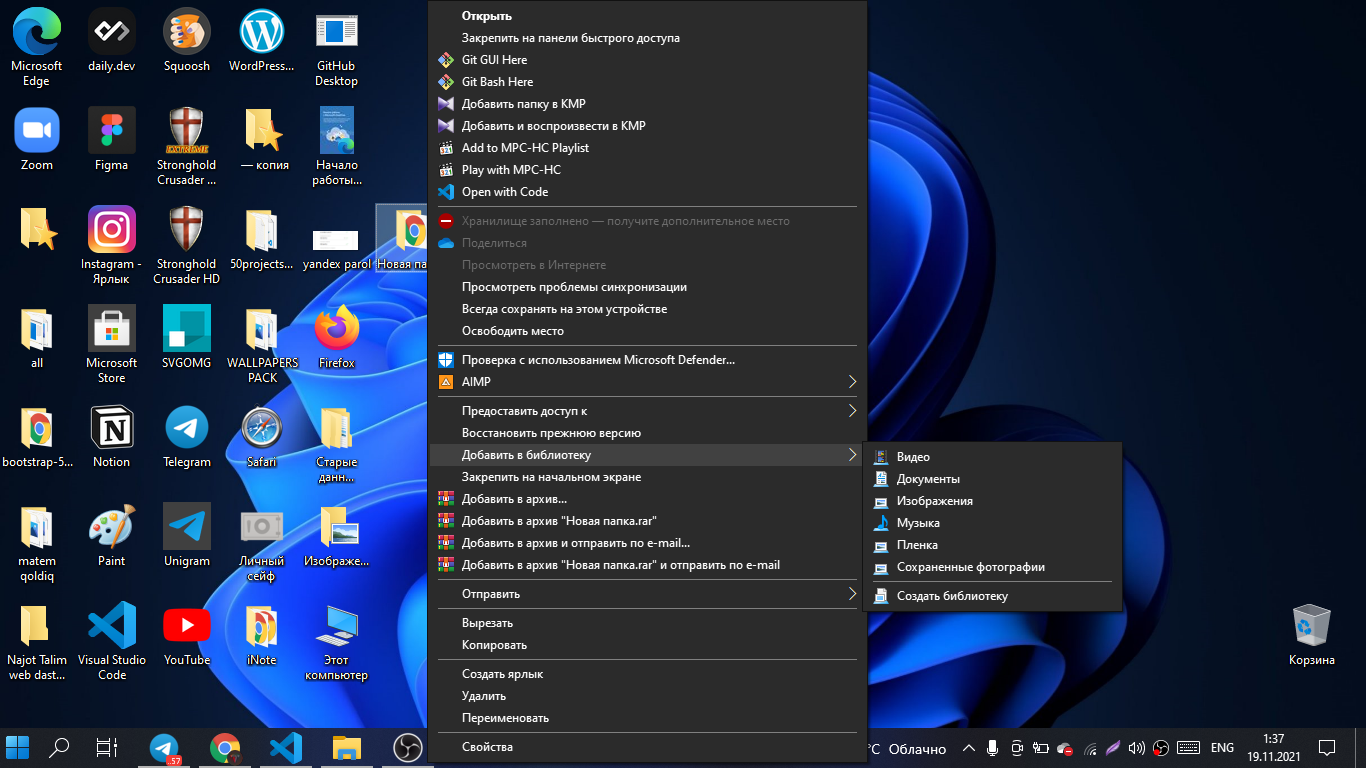 Microsoft
Edge
daily.dev
Squoosh
WordPress...
GitHub
Desktop
Zoom
Figma
EXTREME
Stronghold
Crusader ...
— копия
Начало
работы...
Instagram -
Ярлык
Stronghold
Crusader HD
50projects...
yandex parol
Новая па
all
Microsoft
Store
SVGOMG
WALLPAPERS
PACK
Firefox
bootstrap-5...
Notion
Telegram
Safari
Старые
данн...
matem
qoldiq
Paint
Unigram
Личный
сейф
Изображе...
Najot Talim
web dast...
Visual Studio
Code
YouTube
iNote
Этот
компьютер
Открыть
Закрепить на панели быстрого доступа
Git GUI Here
Git Bash Here
Добавить папку в KMP
Добавить и воспроизвести в KMP
Add to MPC-HC Playlist
Play with MPC-HC
Open with Code
Хранилище заполнено — получите дополнительное место
Поделиться
Просмотреть в Интернете
Просмотреть проблемы синхронизации
Всегда сохранять на этом устройстве
Освободить место
Проверка с использованием Microsoft Defender...
AIMP
Предоставить доступ к
Восстановить прежнюю версию
Добавить в библиотеку
Закрепить на начальном экране
Добавить в архив...
Добавить в архив "Новая папка.rar"
Добавить в архив и отправить по e-mail...
Добавить в архив "Новая папка.rar" и отправить по e-mail
Отправить
Вырезать
Копировать
Создать ярлык
Удалить
Переименовать
Свойства
Видео
Документы
Изображения
Музыка
Пленка
Сохраненные фотографии
Создать библиотеку
Корзина
.57
°C Облачно
ENG
1:37
19.11.2021